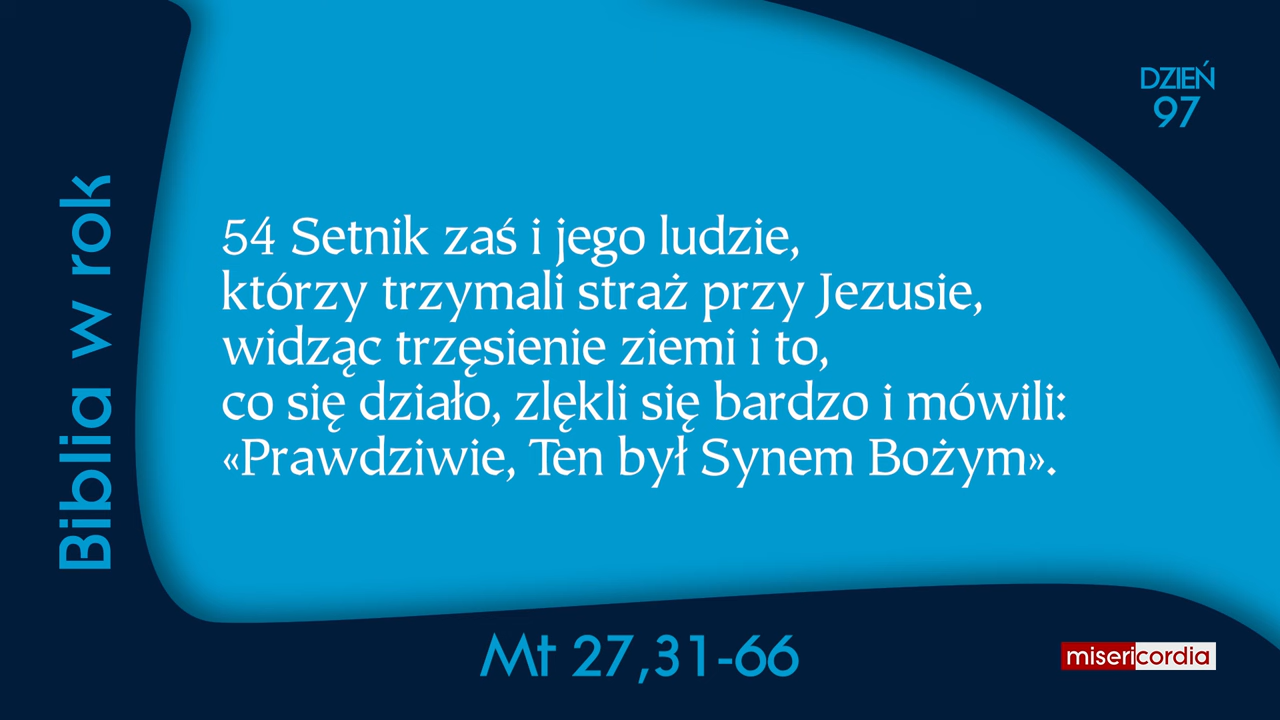 DZIEŃ
97
Biblia w rok
54 Setnik zaś i jego ludzie,
którzy trzymali straż przy Jezusie,
widząc trzęsienie ziemi i to,
co się działo, zlękli się bardzo i mówili:
«Prawdziwie, Ten był Synem Bożym».
Mt 27,31-66
misericordia